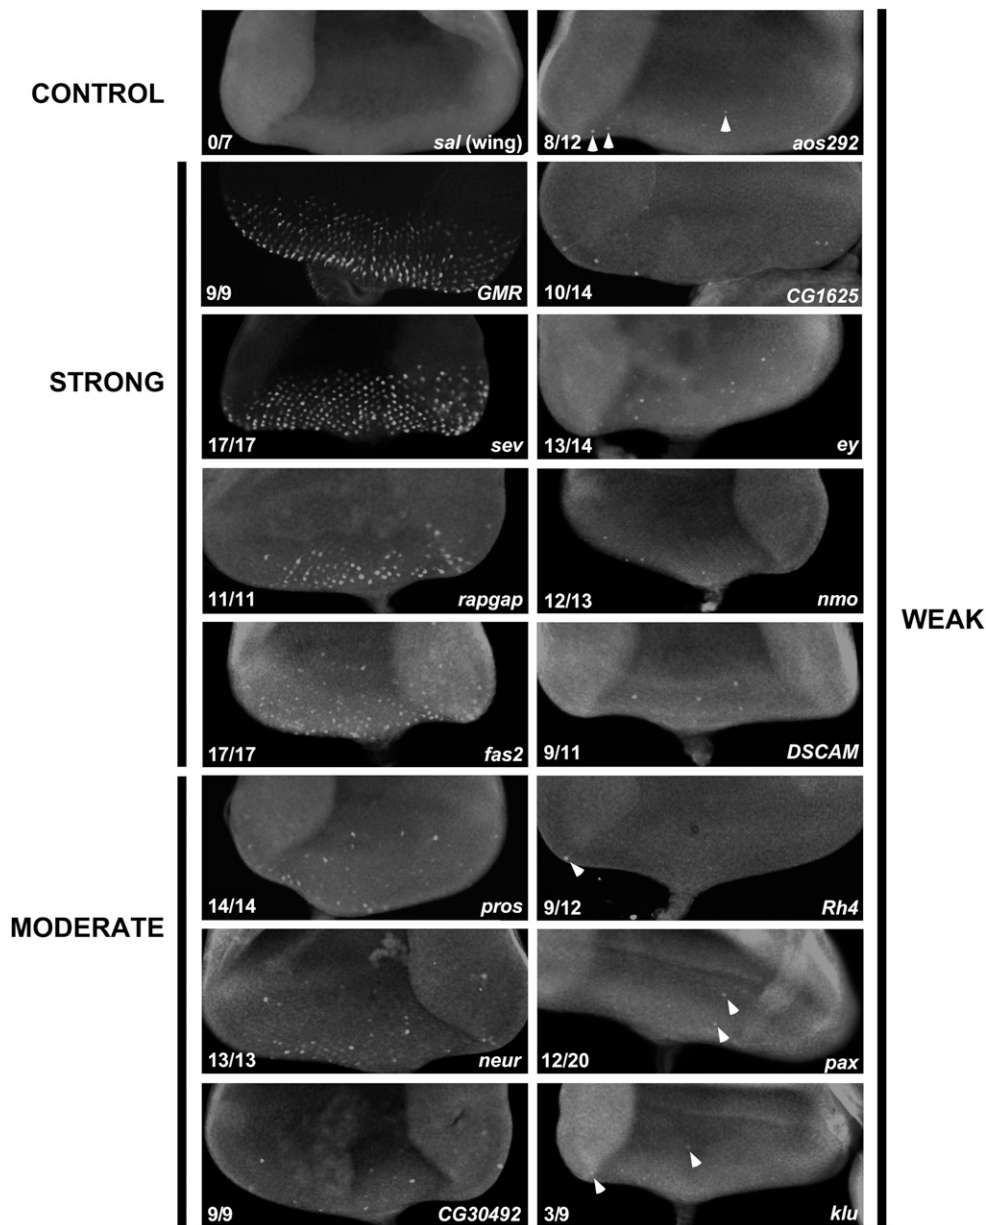 CONTROL
0/7 sal (wing)
8/12 aos292
STRONG
9/9 GMR
10/14 CG1625
17/17 sev
13/14 ey
11/11 rapgap
12/13 nmo
WEAK
17/17 fas2
9/11 DSCAM
MODERATE
14/14 pros
9/12 Rh4
13/13 neur
12/20 pax
9/9 CG30492
3/9 klu